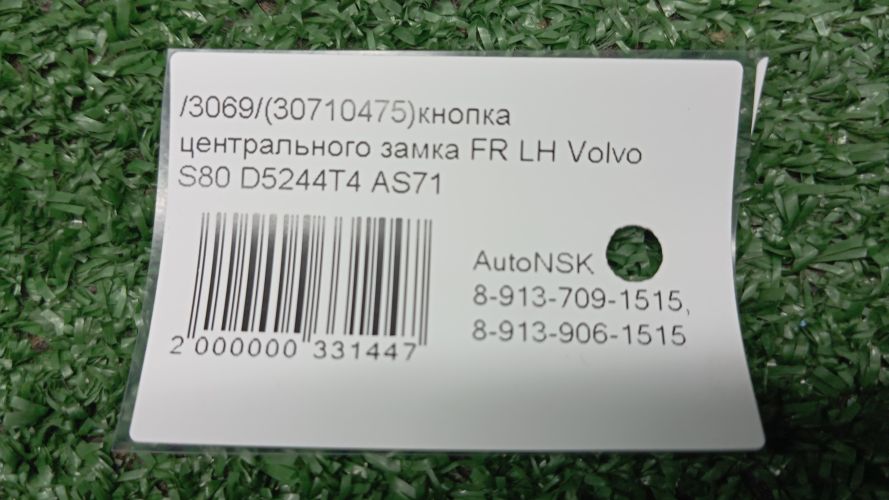 /3069/(30710475)кнопка
центрального замка FR LH Volvo
S80 D5244T4 AS71
AutoNSK
8-913-709-1515,
8-913-906-1515
2 000000 331447